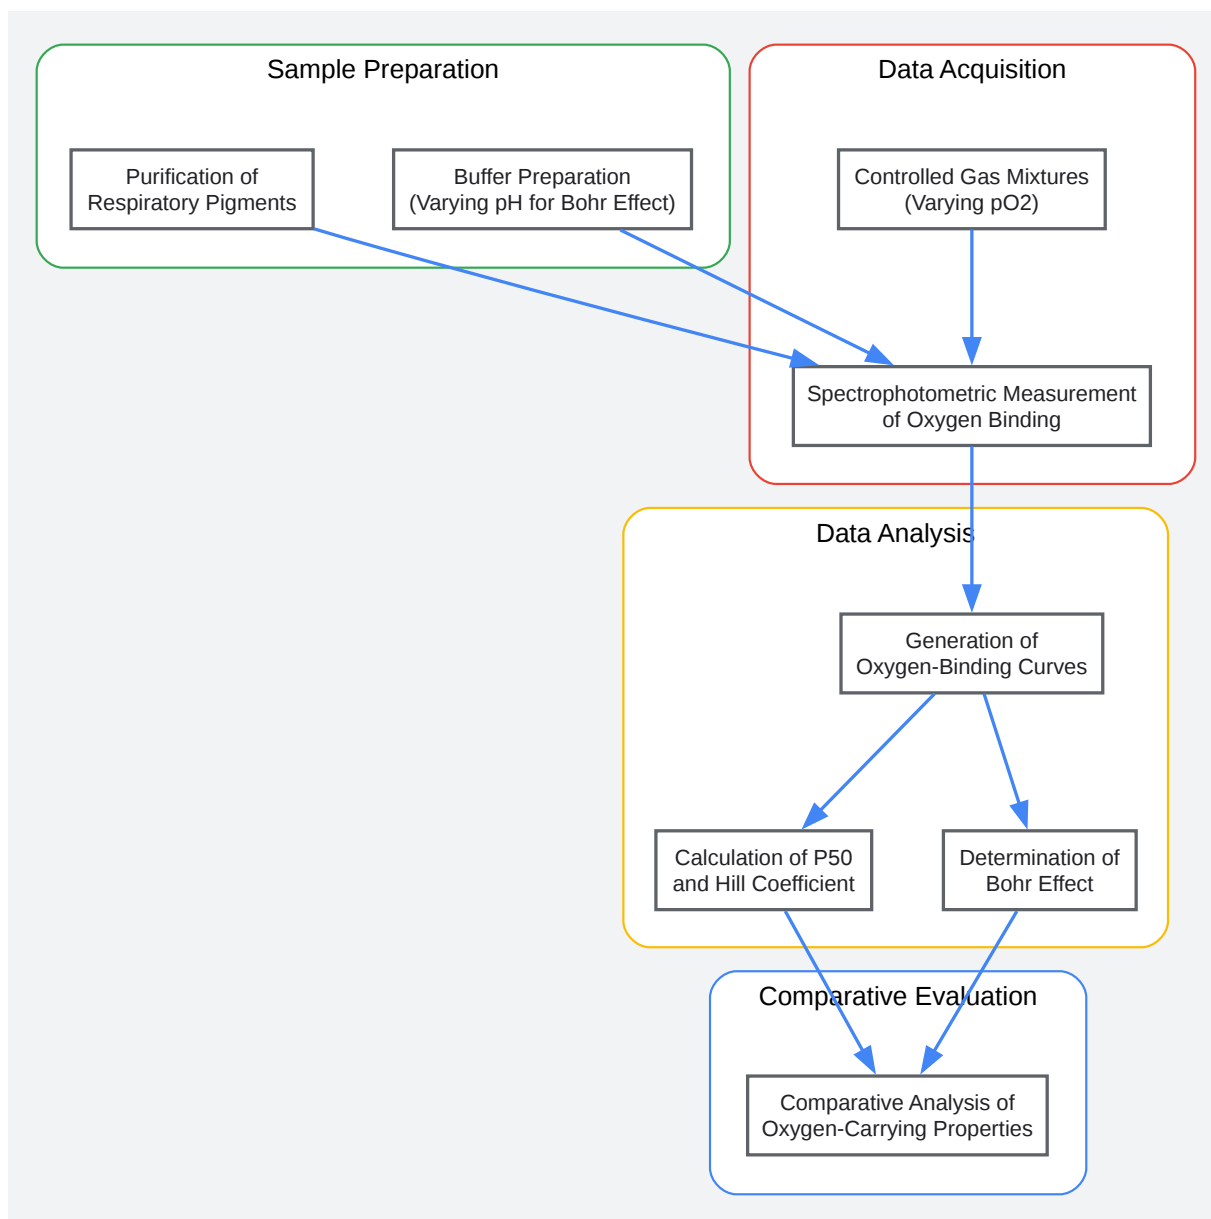 Sample Preparation
Purification of
Respiratory Pigments
Buffer Preparation
(Varying pH for Bohr Effect)
Data Acquisition
Controlled Gas Mixtures
(Varying pO2)
Spectrophotometric Measurement
of Oxygen Binding
Data Analysis
Generation of
Oxygen-Binding Curves
Calculation of P50
and Hill Coefficient
Determination of
Bohr Effect
Comparative Evaluation
Comparative Analysis of
Oxygen-Carrying Properties